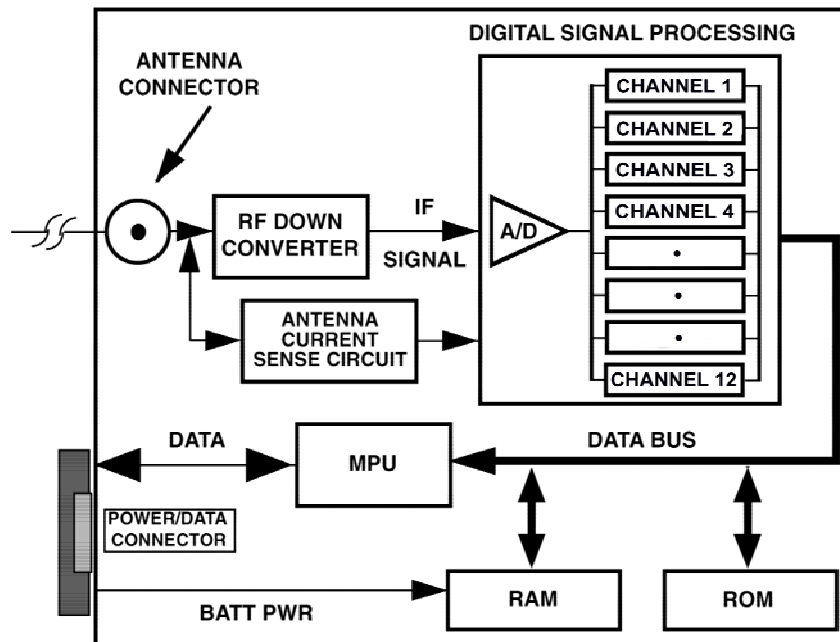 DIGITAL SIGNAL PROCESSING
ANTENNA
CONNECTOR
CHANNEL 1
CHANNEL 2
CHANNEL 3
CHANNEL 4
CHANNEL 12
A/D
RF DOWN
CONVERTER
IF
SIGNAL
ANTENNA
CURRENT
SENSE CIRCUIT
DATA
MPU
DATA BUS
POWER/DATA
CONNECTOR
BATT PWR
RAM
ROM